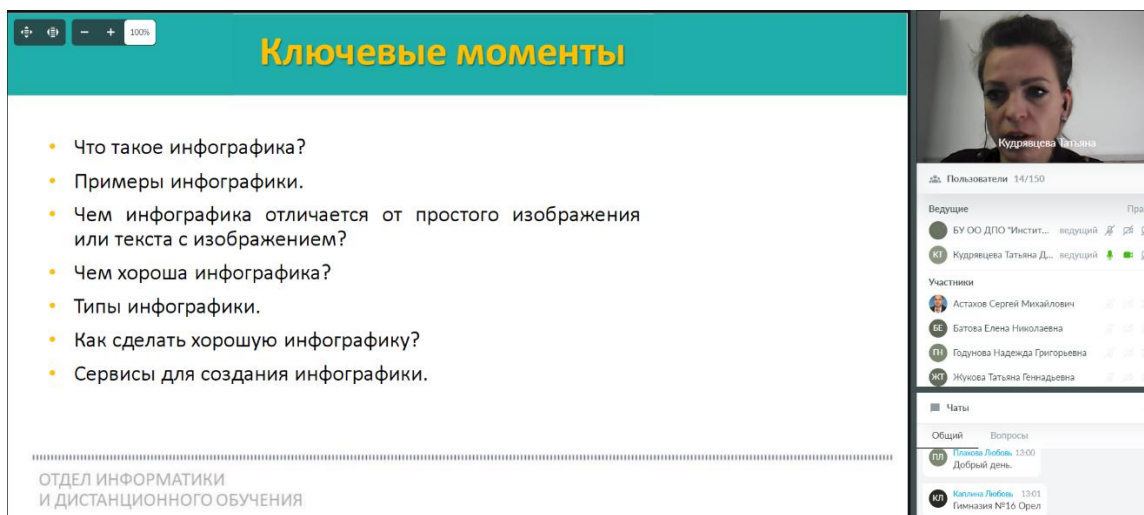 100%
Ключевые моменты
Что такое инфографика?
Примеры инфографики.
Чем инфографика отличается от простого изображения
или текста с изображением?
Чем хороша инфографика?
Типы инфографики.
Как сделать хорошую инфографику?
Сервисы для создания инфографики.
ОТДЕЛ ИНФОРМАТИКИ
И ДИСТАНЦИОННОГО ОБУЧЕНИЯ
Кудрявцева Татьяна
Пользователи 14/150
Ведущие Пра
БУ ОО ДПО "Инстит... ведущий
КТ Кудрявцева Татьяна Д... ведущий
Участники
Астахов Сергей Михайлович
БЕ Батова Елена Николаевна
ГН Годунова Надежда Григорьевна
ЖТ Жукова Татьяна Геннадьевна
Чаты
Общий Вопросы
ПЛ Плахова Любовь 13:00
Добрый день.
КЛ Каплина Любовь 13:01
Гимназия №16 Орел